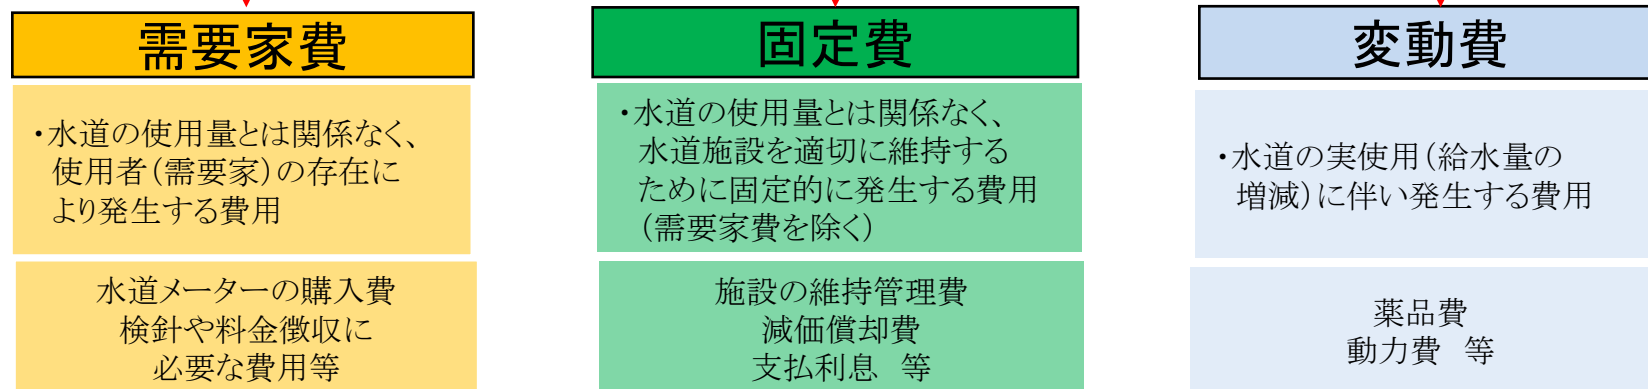 需要家費
・水道の使用量とは関係なく、
使用者（需要家）の存在に
より発生する費用
水道メーターの購入費
検針や料金徴収に
必要な費用等
固定費
・水道の使用量とは関係なく、
水道施設を適切に維持する
ために固定的に発生する費用
（需要家費を除く）
施設の維持管理費
減価償却費
支払利息　等
変動費
・水道の実使用（給水量の
増減）に伴い発生する費用
薬品費
動力費　等